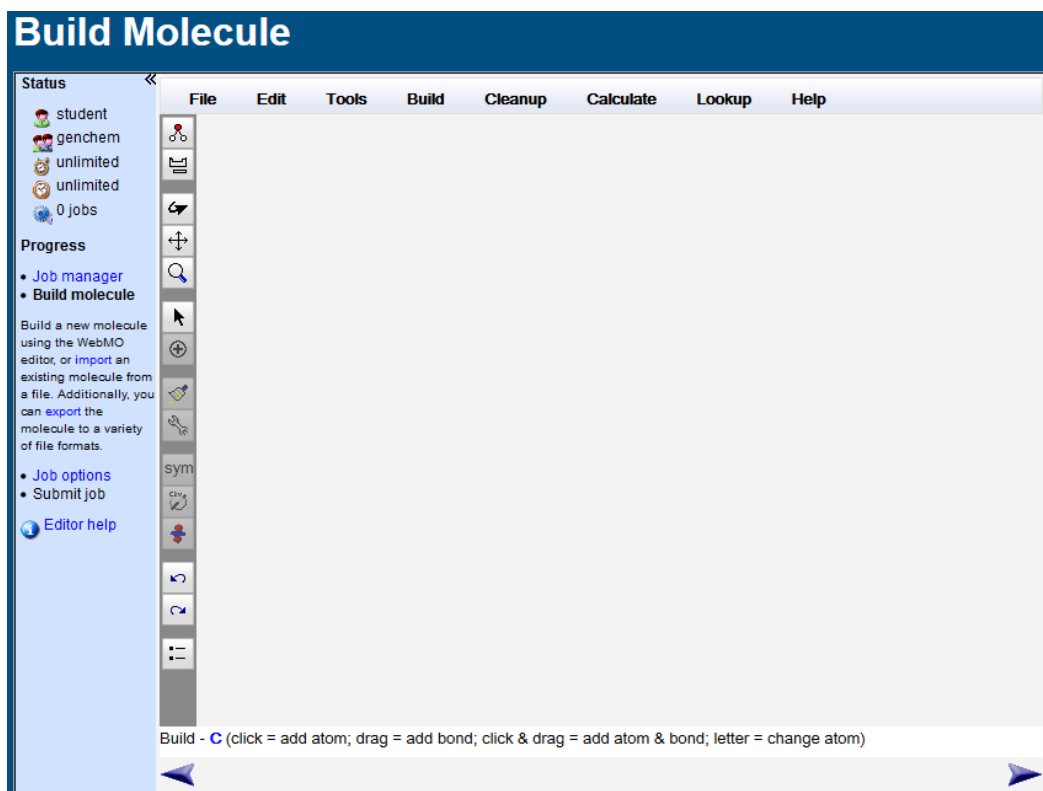 Build Molecule
Status
«
student
genchem
unlimited
unlimited
0 jobs
Progress
• Job manager
• Build molecule
Build a new molecule
using the WebMO
editor, or import an
existing molecule from
a file. Additionally, you
can export the
molecule to a variety
of file formats.
• Job options
• Submit job
Editor help
File Edit Tools Build Cleanup Calculate Lookup Help
sym
Build - C (click = add atom; drag = add bond; click & drag = add atom & bond; letter = change atom)